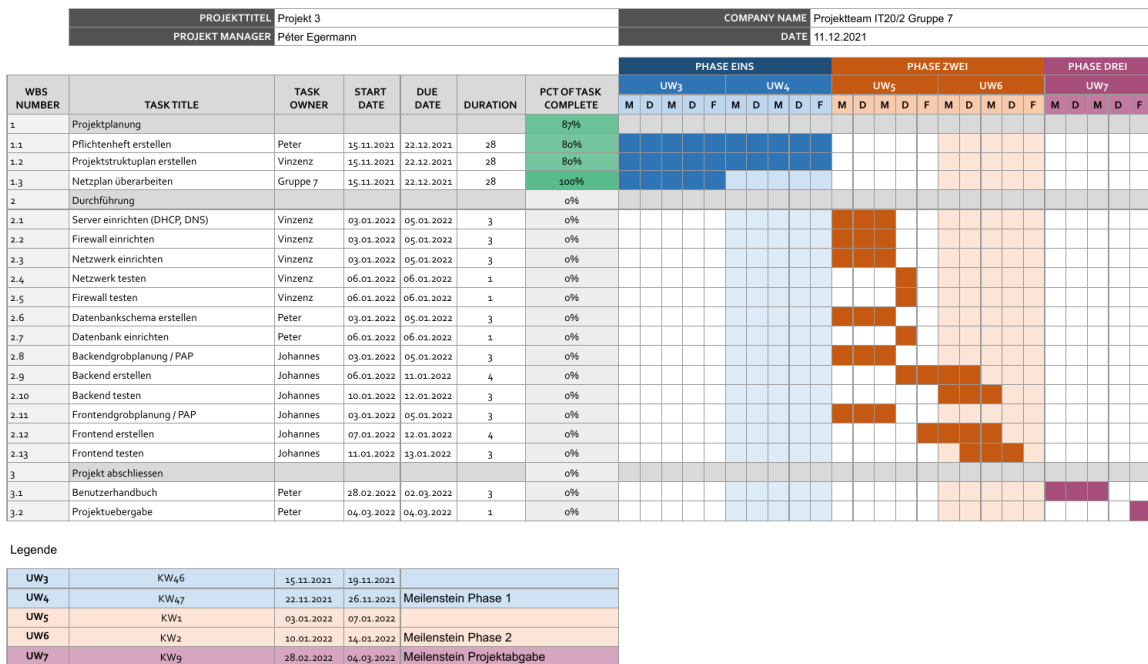 PROJEKTTITEL Projekt 3 COMPANY NAME Projektteam IT20/2 Gruppe 7
PROJEKT MANAGER Péter Egermann DATE 11.12.2021
PHASE EINS PHASE ZWEI PHASE DREI
UW3 UW4 UW5 UW6 UW7
WBS NUMBER TASK TITLE TASK OWNER START DATE DUE DATE DURATION PCT OF TASK COMPLETE M D M D F M D M D F M D M D F M D M D F M D M D F
1 Projektplanung 87%
1.1 Pflichtenheft erstellen Peter 15.11.2021 22.12.2021 28 80%
1.2 Projektstruktuplan erstellen Peter 15.11.2021 22.12.2021 28 80%
1.3 Netzplan überarbeiten Gruppe 7 15.11.2021 22.12.2021 28 100%
2 Durchführung 0%
2.1 Server einrichten (DHCP, DNS) Vinzenz 03.01.2022 05.01.2022 3 0%
2.2 Firewall einrichten Vinzenz 03.01.2022 05.01.2022 3 0%
2.3 Netzwerk einrichten Vinzenz 03.01.2022 05.01.2022 3 0%
2.4 Netzwerk testen Vinzenz 06.01.2022 06.01.2022 1 0%
2.5 Firewall testen Vinzenz 06.01.2022 06.01.2022 1 0%
2.6 Datenbankschema erstellen Peter 03.01.2022 05.01.2022 3 0%
2.7 Datenbank einrichten Peter 06.01.2022 06.01.2022 1 0%
2.8 Backendgrobplanung / PAP Johannes 03.01.2022 05.01.2022 3 0%
2.9 Backend erstellen Johannes 06.01.2022 11.01.2022 4 0%
2.10 Backend testen Johannes 10.01.2022 12.01.2022 3 0%
2.11 Frontendgrobplanung / PAP Johannes 03.01.2022 05.01.2022 3 0%
2.12 Frontend erstellen Johannes 07.01.2022 12.01.2022 4 0%
2.13 Frontend testen Johannes 11.01.2022 13.01.2022 3 0%
3 Projekt abschliessen 0%
3.1 Benutzerhandbuch Peter 28.02.2022 02.03.2022 3 0%
3.2 Projektuebergabe Peter 04.03.2022 04.03.2022 1 0%
Legende
UW3 KW46 15.11.2021 19.11.2021
UW4 KW47 22.11.2021 26.11.2021 Meilenstein Phase 1
UW5 KW1 03.01.2022 07.01.2022
UW6 KW2 10.01.2022 14.01.2022 Meilenstein Phase 2
UW7 KW9 28.02.2022 04.03.2022 Meilenstein Projektabgabe